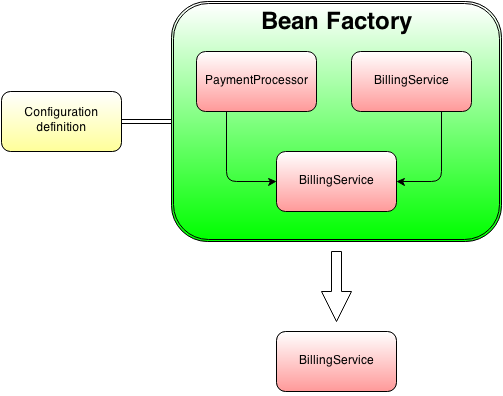 Bean Factory
PaymentProcessor
BillingService
Configuration
definition
BillingService
BillingService